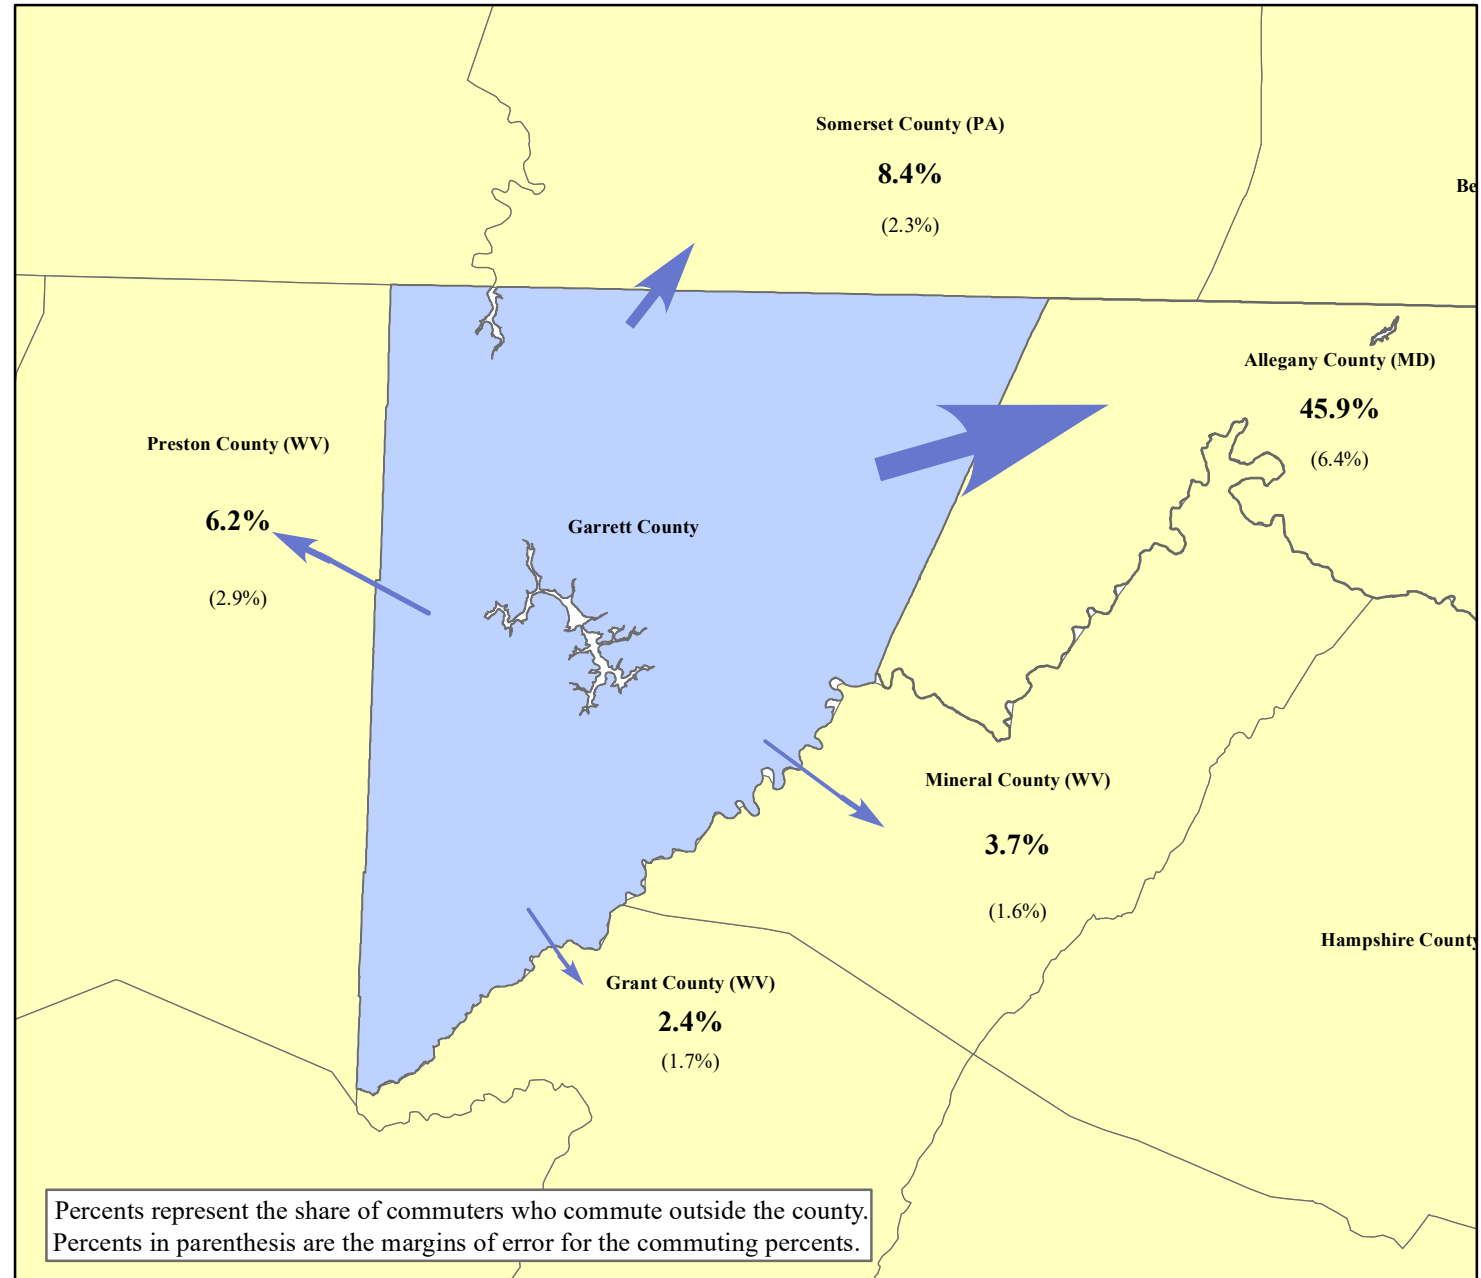 Somerset County (PA)
8.4%
(2.3%)
Be
Allegany County (MD)
45.9%
(6.4%)
Preston County (WV)
6.2%
(2.9%)
Garrett County
Mineral County (WV)
3.7%
(1.6%)
Hampshire County
Grant County (WV)
2.4%
(1.7%)
Percents represent the share of commuters who commute outside the county.
Percents in parenthesis are the margins of error for the commuting percents.